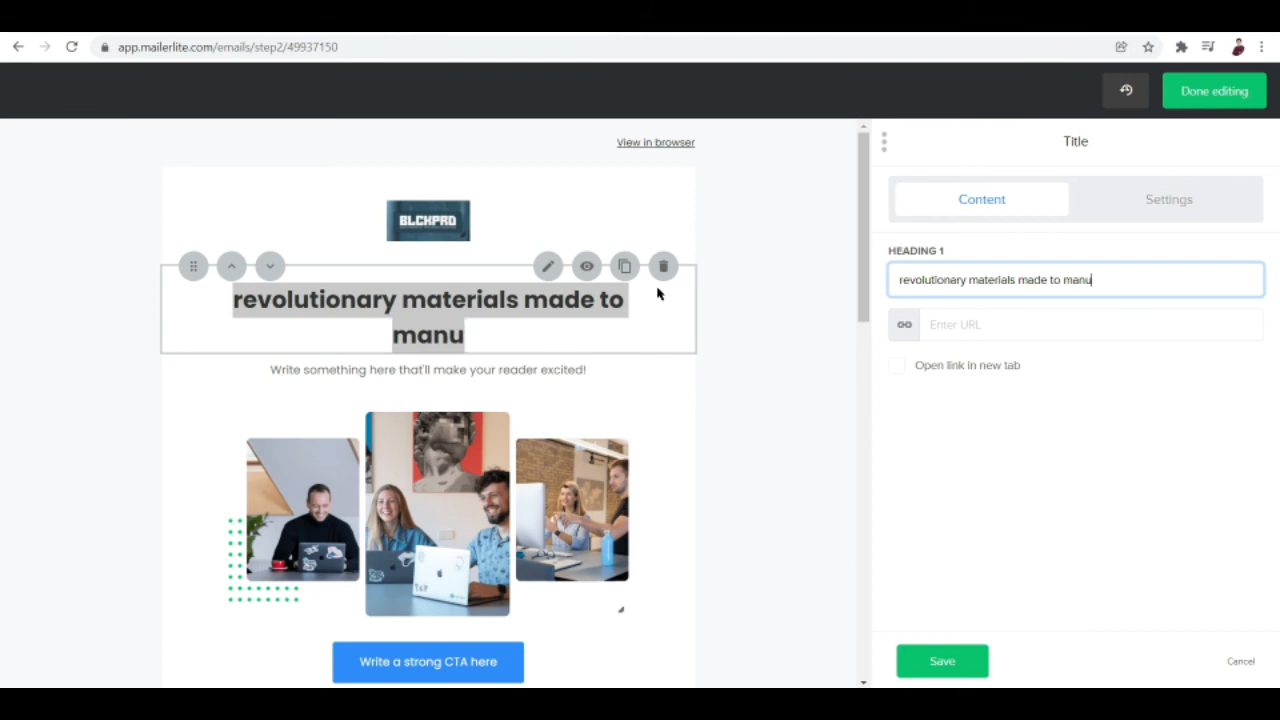 app.mailerlite.com/emails/step2/49937150
Done editing
View in browser
Title
Content
Settings
BLCKPRD
HEADING 1
revolutionary materials made to manu
revolutionary materials made to
manu
Enter URL
Open link in new tab
Write something here that'll make your reader excited!
Write a strong CTA here
Save
Cancel